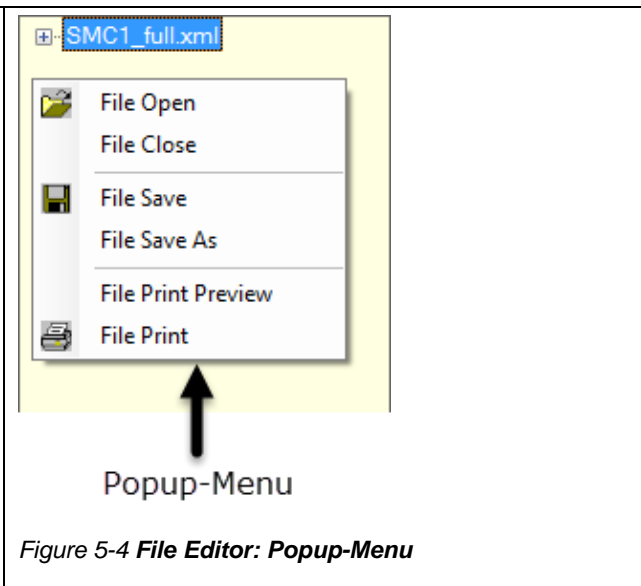 SMC1_full.xml
File Open
File Close
File Save
File Save As
File Print Preview
File Print
Popup-Menu
Figure 5-4 File Editor: Popup-Menu